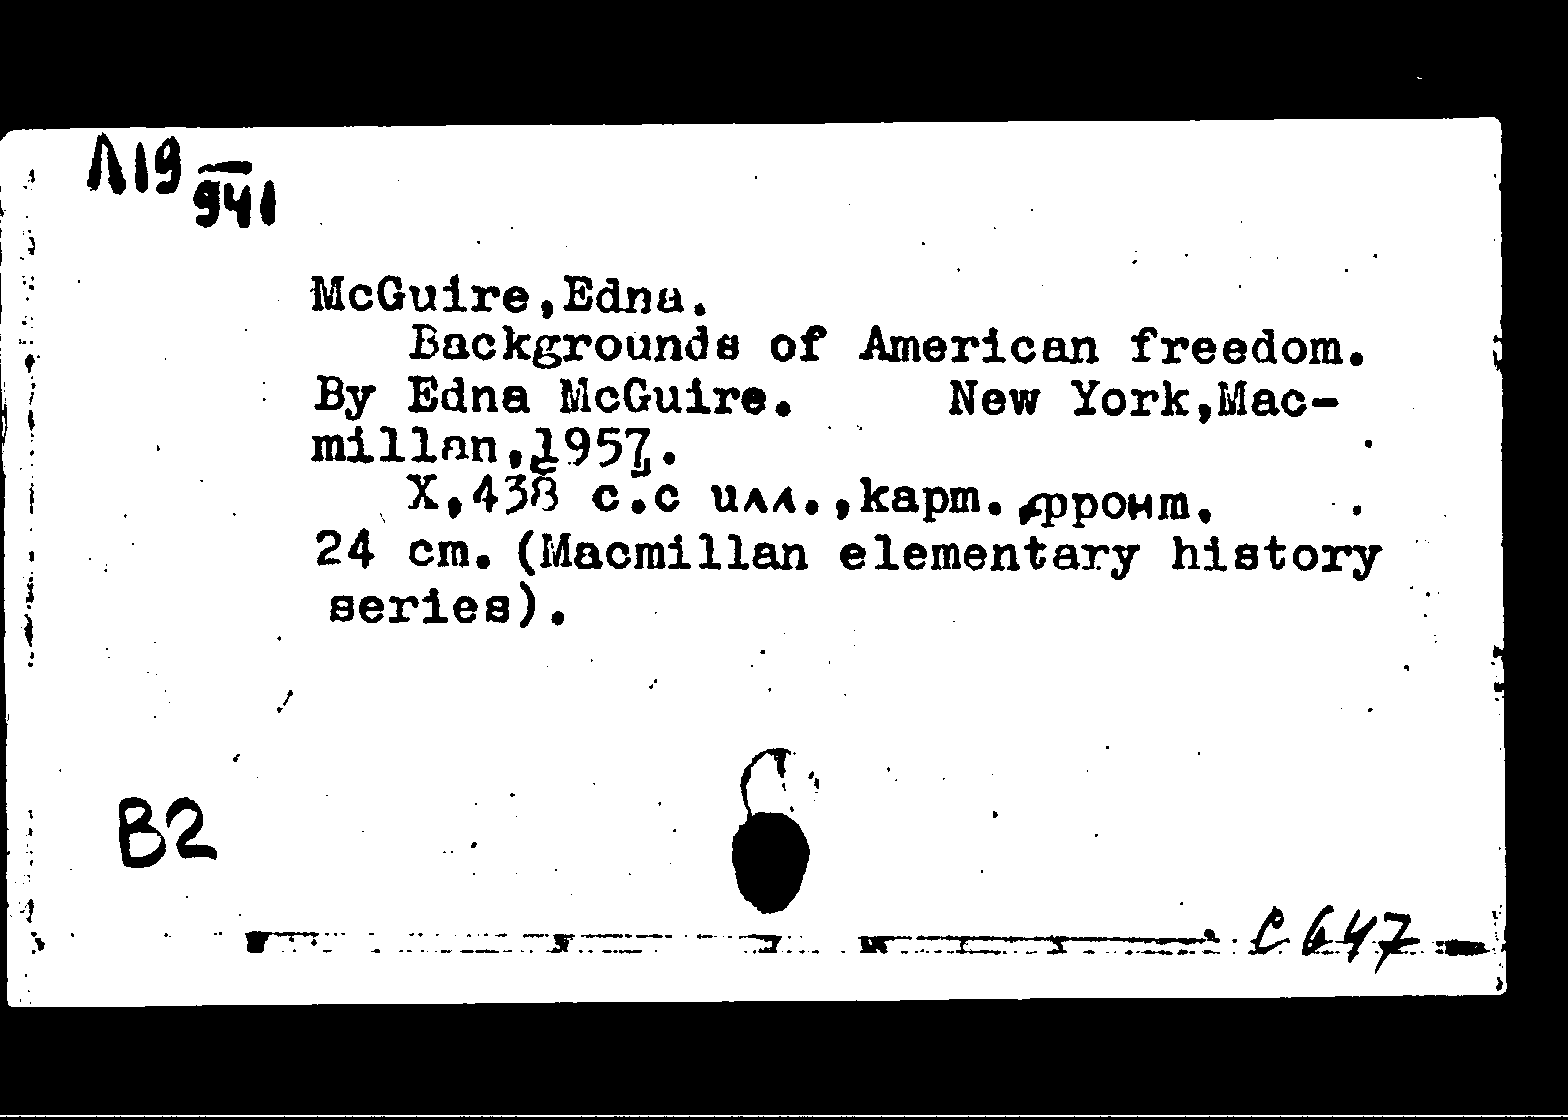 Л19
941
McGuire,Edna.
Backgrounds of American freedom.
By Edna McGuire. New York,Mac-
millan,1957.
X,438 с.с илл.,карт.,фронт.
24 cm.(Macmillan elementary history
series).
B2
C 647